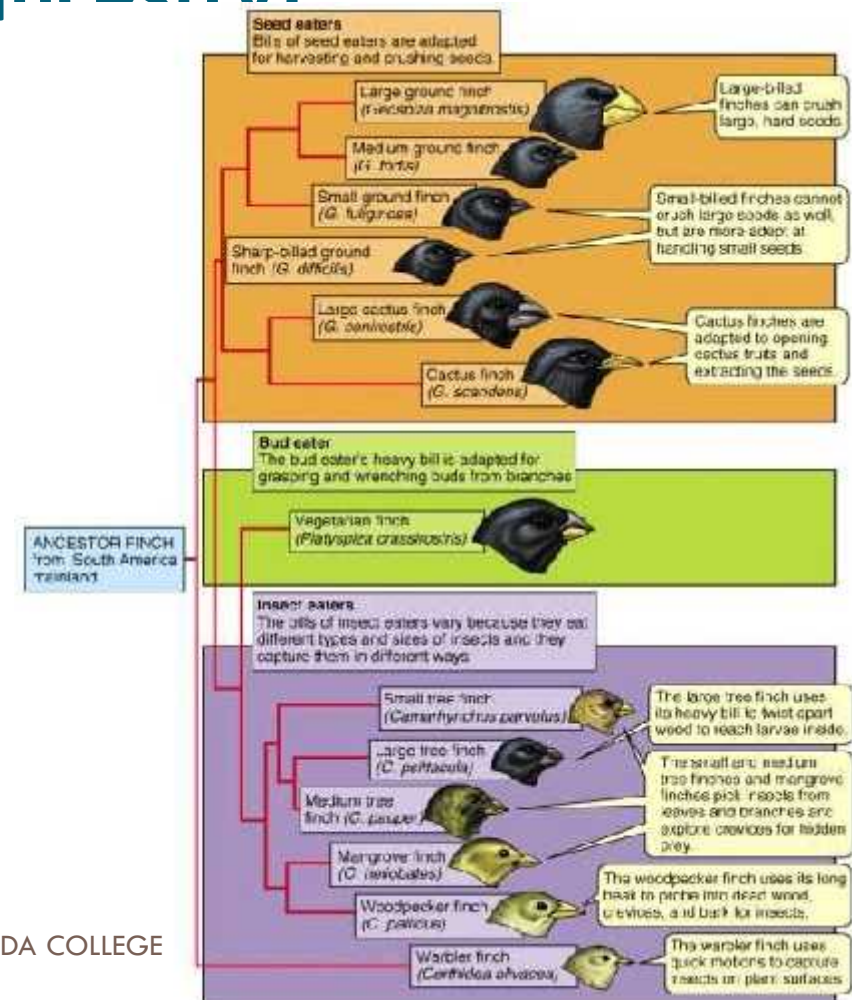 Seed eaters
Bills of seed eaters are adapted
for harvesting and crushing seeds.
Large ground finch
Large-billed
finches can crush
large, hard seeds.
Medium ground finch
Small ground finch
(G. fuliginosa)
Small-billed finches cannot
crush large seeds as well,
but are more adept at
handling small seeds.
Sharp-billed ground
finch (G. difficilis)
Large cactus finch
(G. conirostris)
Cactus finches are
adapted to opening
cactus fruits and
extracting the seeds.
Cactus finch
(G. scandens)
Bud eater
The bud eater's heavy bill is adapted for
grasping and wrenching buds from branches
Vegetarian finch
(Platyspiza crassirostris)
ANCESTOR FINCH
from South America
mainland
Insect eaters
The bills of insect eaters vary because they eat
different types and sizes of insects and they
capture them in different ways
Small tree finch
(Camarhynchus parvulus)
The large tree finch uses
its heavy bill to twist apart
wood to reach larvae inside.
Large tree finch
Medium tree
finch (C. pauper)
The small and medium
tree finches and mangrove
finches pick insects from
leaves and branches and
explore crevices for hidden
prey.
Mangrove finch
Woodpecker finch
The woodpecker finch uses its long
beak to probe into dead wood,
crevices, and bark for insects.
DA COLLEGE
Warbler finch
(Certhidea olivacea)
The warbler finch uses
quick motions to capture
insects on plant surfaces